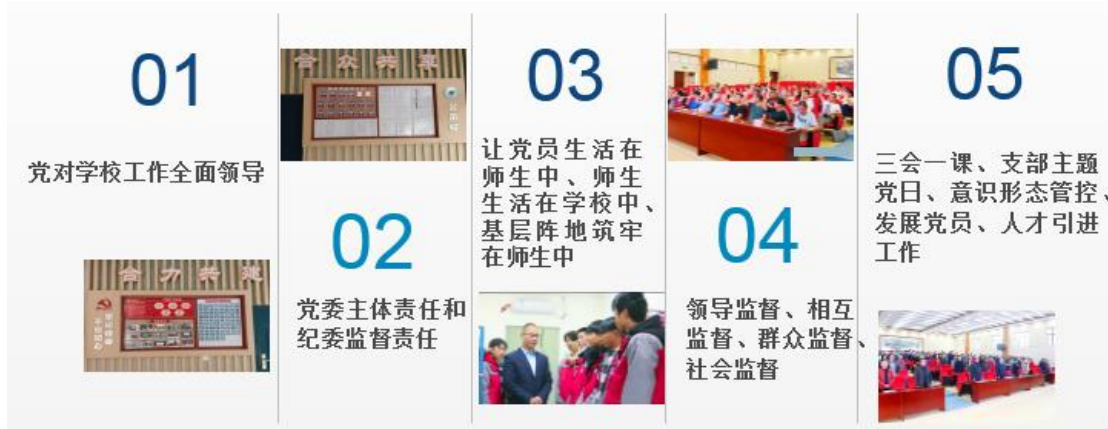 01
党对学校工作全面领导
合力共建
合众共享
02
党委主体责任和
纪委监督责任
03
让党员生活在
师生中、师生
生活在学校中、
基层阵地筑牢
在师生中
04
领导监督、相互
监督、群众监督、
社会监督
05
三会一课、支部主题
党日、意识形态管控、
发展党员、人才引进
工作